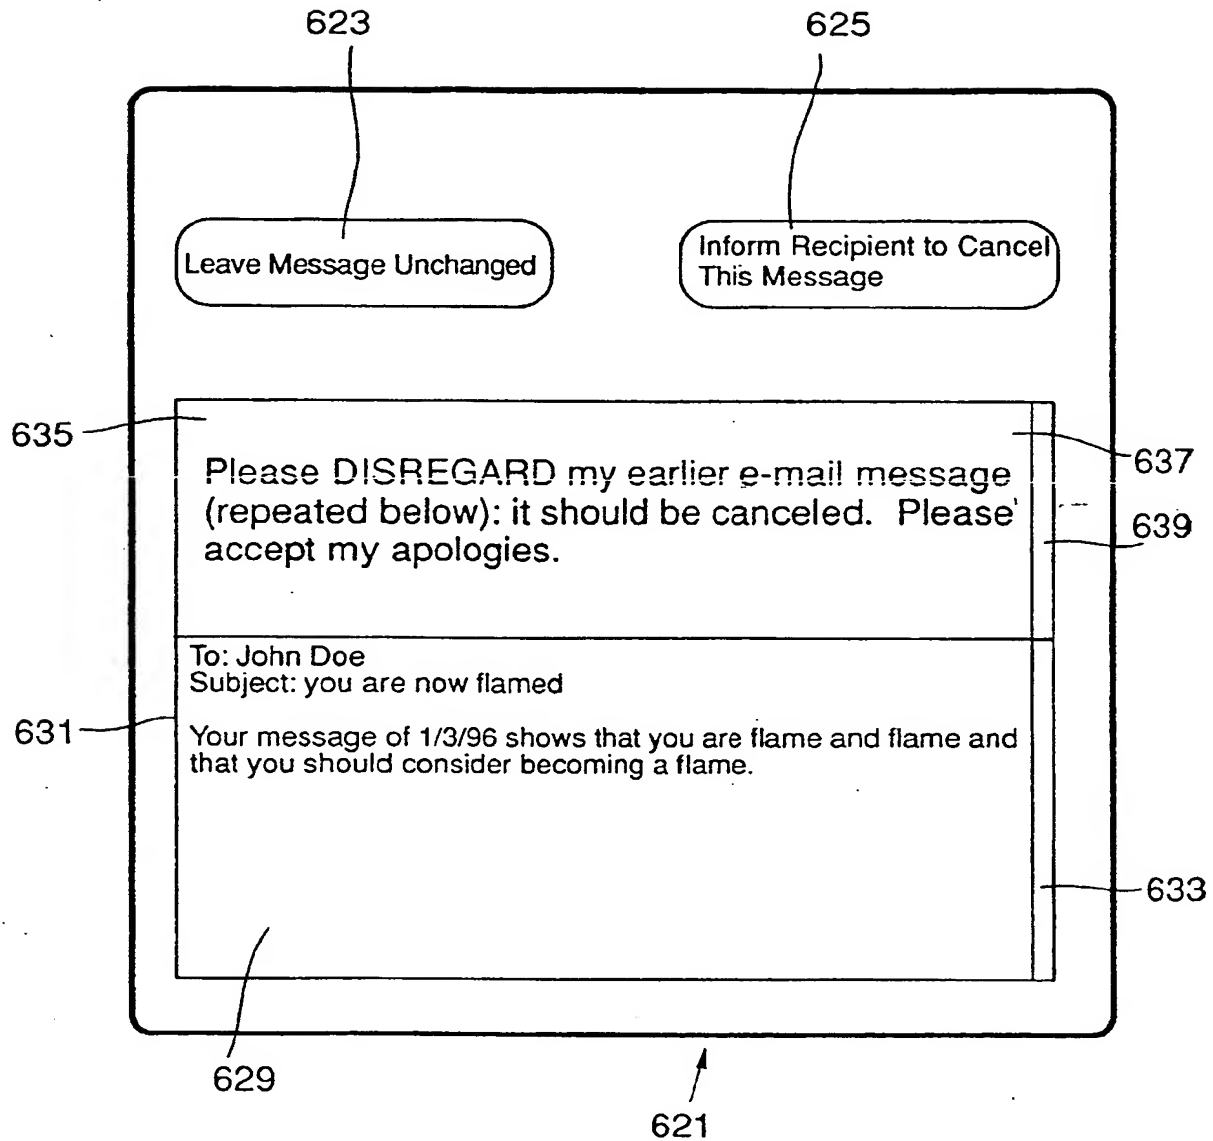 623
625
Leave Message Unchanged
Inform Recipient to Cancel
This Message
635
637
Please DISREGARD my earlier e-mail message
(repeated below): it should be canceled. Please
accept my apologies.
639
To: John Doe
Subject: you are now flamed
631
Your message of 1/3/96 shows that you are flame and flame and
that you should consider becoming a flame.
633
629
621